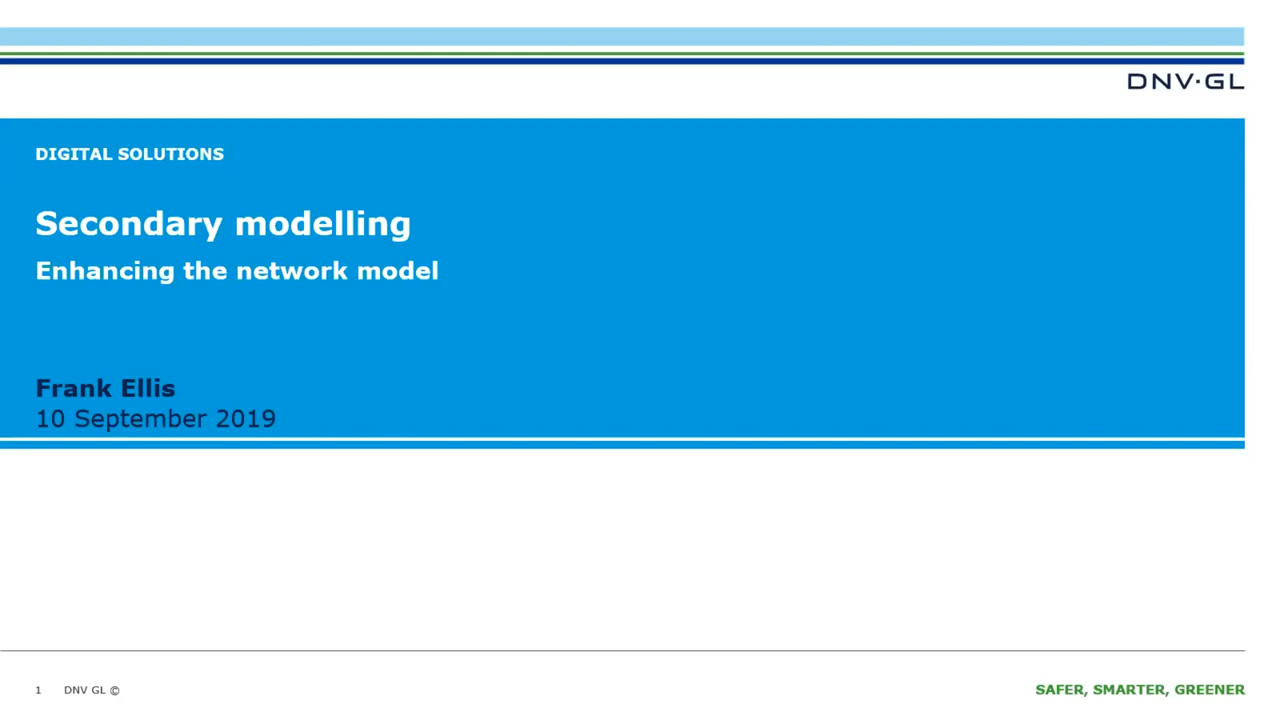 DNV·GL
DIGITAL SOLUTIONS
Secondary modelling
Enhancing the network model
Frank Ellis
10 September 2019
1 DNV GL ©
SAFER, SMARTER, GREENER